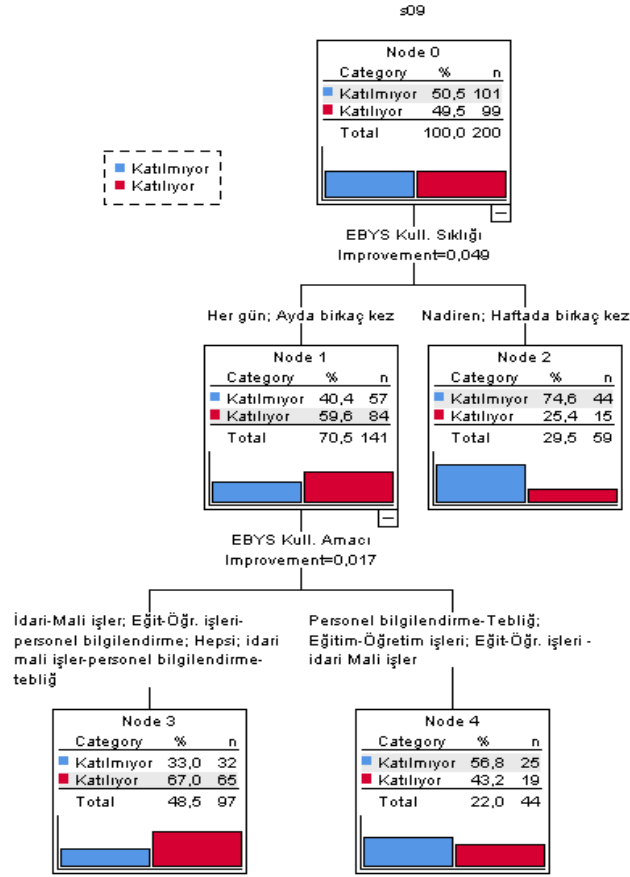 s09
Node 0
Category % n
Katılmıyor 50,5 101
Katılıyor 49,5 99
Total 100,0 200
Katılmıyor
Katılıyor
EBYS Kull. Sıklığı
Improvement=0,049
Her gün; Ayda birkaç kez
Nadiren; Haftada birkaç kez
Node 1
Category % n
Katılmıyor 40,4 57
Katılıyor 59,6 84
Total 70,5 141
Node 2
Category % n
Katılmıyor 74,6 44
Katılıyor 25,4 15
Total 29,5 59
EBYS Kull. Amacı
Improvement=0,017
İdari-Mali işler; Eğit-Öğr. işleri-
personel bilgilendirme; Hepsi; idari
mali işler-personel bilgilendirme-
tebliğ
Personel bilgilendirme-Tebliğ;
Eğitim-Öğretim işleri; Eğit-Öğr. işleri -
idari Mali işler
Node 3
Category % n
Katılmıyor 33,0 32
Katılıyor 67,0 65
Total 48,5 97
Node 4
Category % n
Katılmıyor 56,8 25
Katılıyor 43,2 19
Total 22,0 44